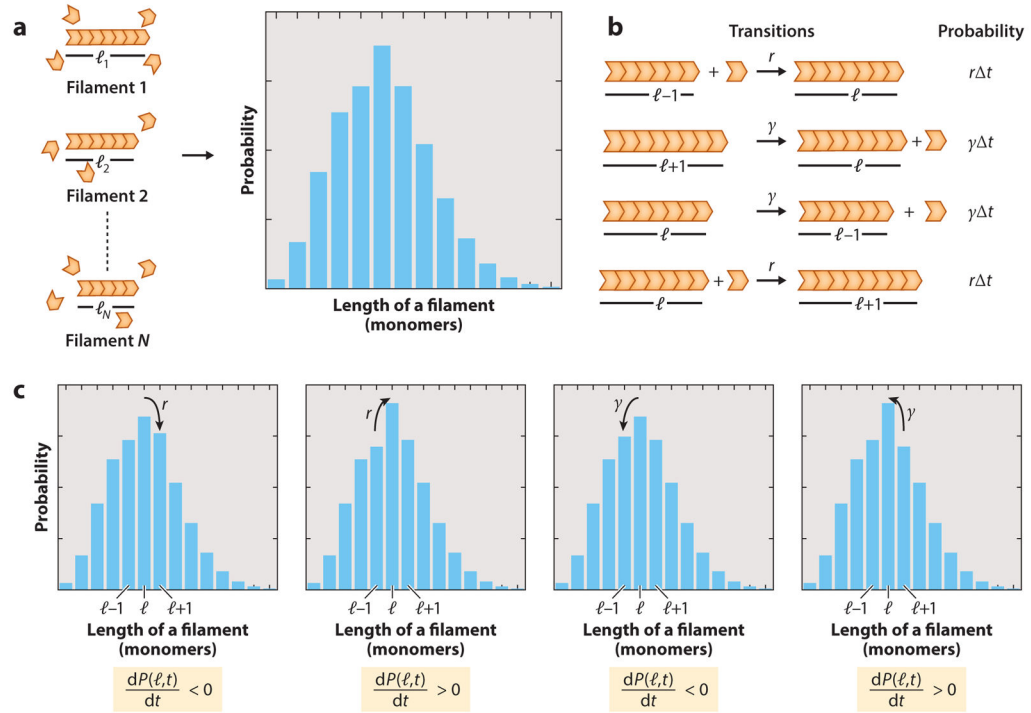 a
ℓ1
Filament 1
ℓ2
Filament 2
ℓN
Filament N
Probability
Length of a filament
(monomers)
b
Transitions Probability
+ r ℓ–1 ℓ rΔt
γ ℓ+1 ℓ + γΔt
γ ℓ ℓ–1 + γΔt
+ r ℓ ℓ+1 rΔt
c
Probability
r
ℓ–1 ℓ ℓ+1
Length of a filament
(monomers)
dP(ℓ,t)
dt < 0
r
ℓ–1 ℓ ℓ+1
Length of a filament
(monomers)
dP(ℓ,t)
dt > 0
γ
ℓ–1 ℓ ℓ+1
Length of a filament
(monomers)
dP(ℓ,t)
dt < 0
γ
ℓ–1 ℓ ℓ+1
Length of a filament
(monomers)
dP(ℓ,t)
dt > 0